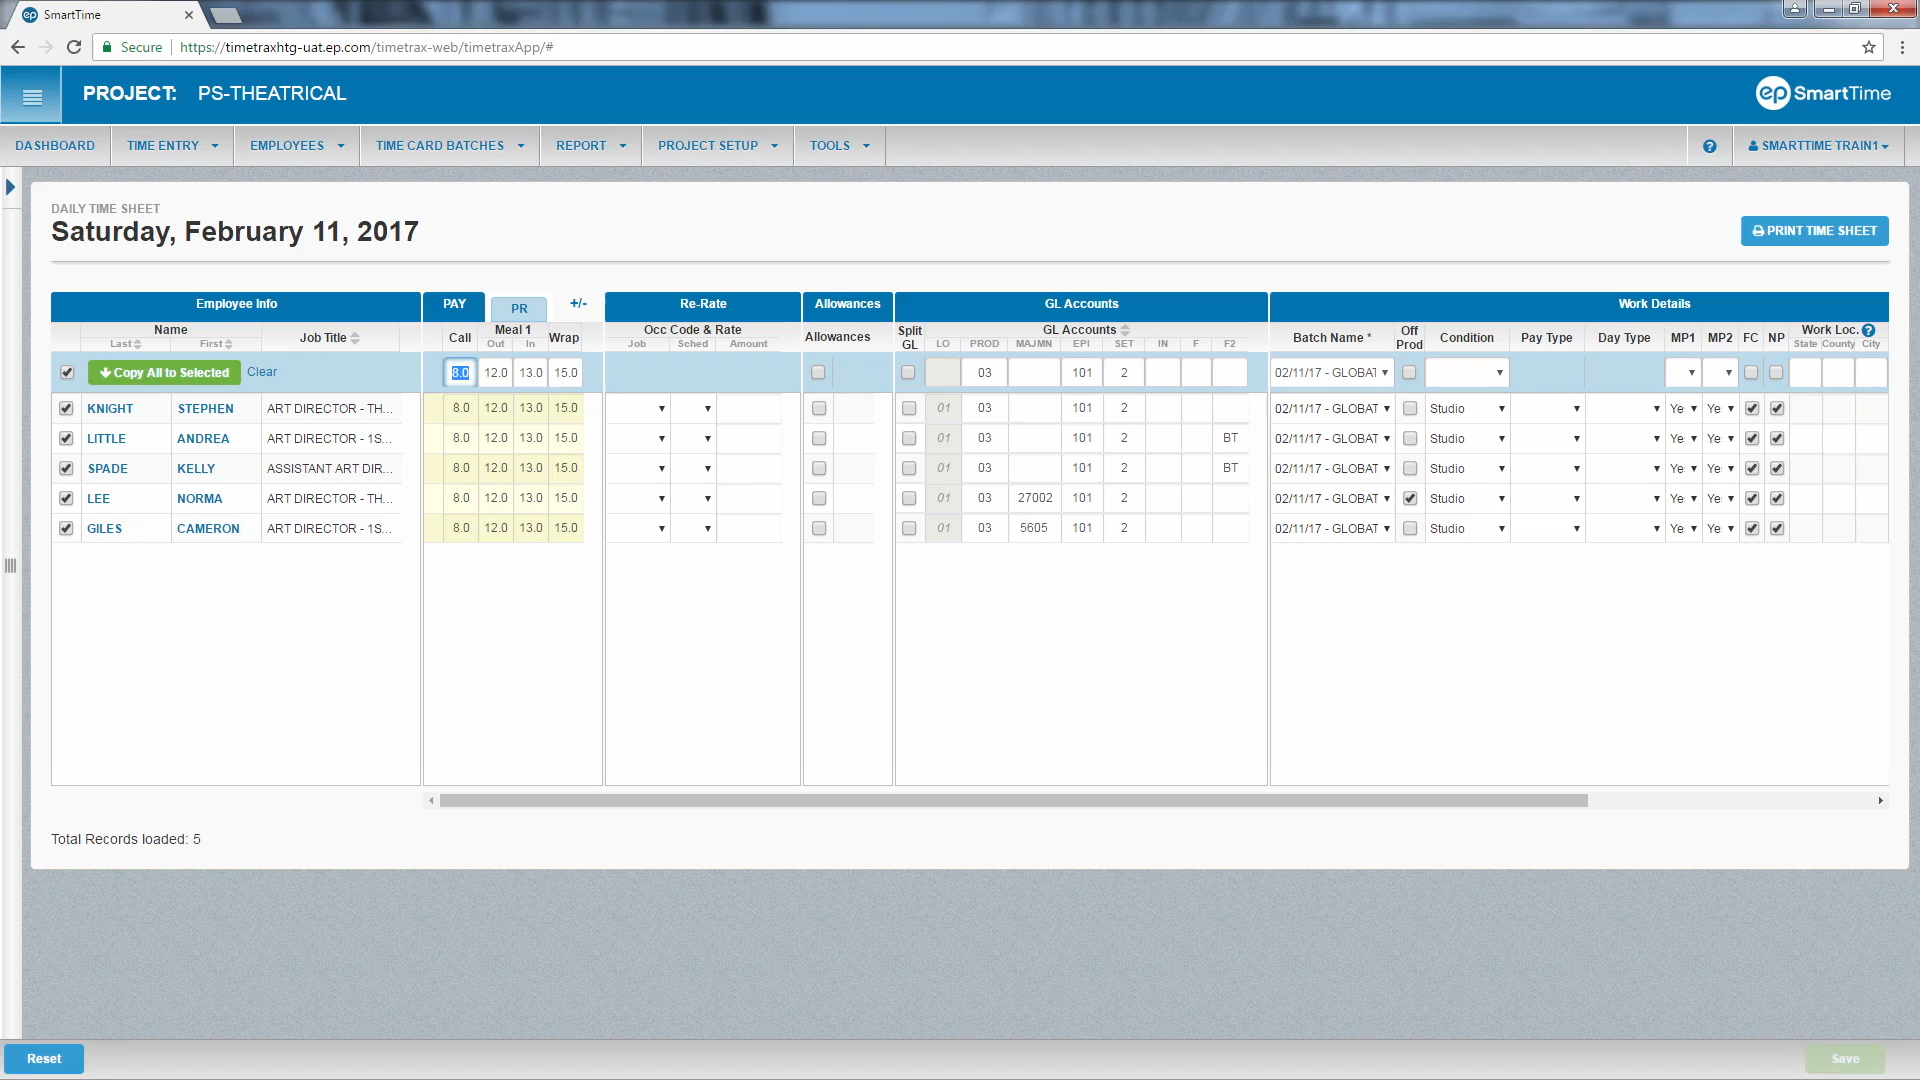 SmartTime
Secure https://timetraxhtg-uat.ep.com/timetrax-web/timetraxApp/#
PROJECT: PS-THEATRICAL
ep SmartTime
DASHBOARD TIME ENTRY EMPLOYEES TIME CARD BATCHES REPORT PROJECT SETUP TOOLS ? SMARTTIME TRAIN1
DAILY TIME SHEET
Saturday, February 11, 2017
PRINT TIME SHEET
Employee Info PAY PR +/- Re-Rate Allowances GL Accounts Work Details
Name Job Title Call Meal 1 Wrap Occ Code & Rate Allowances Split GL GL Accounts Batch Name * Off Prod Condition Pay Type Day Type MP1 MP2 FC NP Work Loc. ?
Last First Out In Job Sched Amount LO PROD MAJMN EPI SET IN F F2 State County City
Copy All to Selected Clear 8.0 12.0 13.0 15.0 03 101 2 02/11/17 - GLOBAT
KNIGHT STEPHEN ART DIRECTOR - TH... 8.0 12.0 13.0 15.0 01 03 101 2 02/11/17 - GLOBAT Studio Ye Ye
LITTLE ANDREA ART DIRECTOR - 1S... 8.0 12.0 13.0 15.0 01 03 101 2 BT 02/11/17 - GLOBAT Studio Ye Ye
SPADE KELLY ASSISTANT ART DIR... 8.0 12.0 13.0 15.0 01 03 101 2 BT 02/11/17 - GLOBAT Studio Ye Ye
LEE NORMA ART DIRECTOR - TH... 8.0 12.0 13.0 15.0 01 03 27002 101 2 02/11/17 - GLOBAT Studio Ye Ye
GILES CAMERON ART DIRECTOR - 1S... 8.0 12.0 13.0 15.0 01 03 5605 101 2 02/11/17 - GLOBAT Studio Ye Ye
Total Records loaded: 5
Reset Save